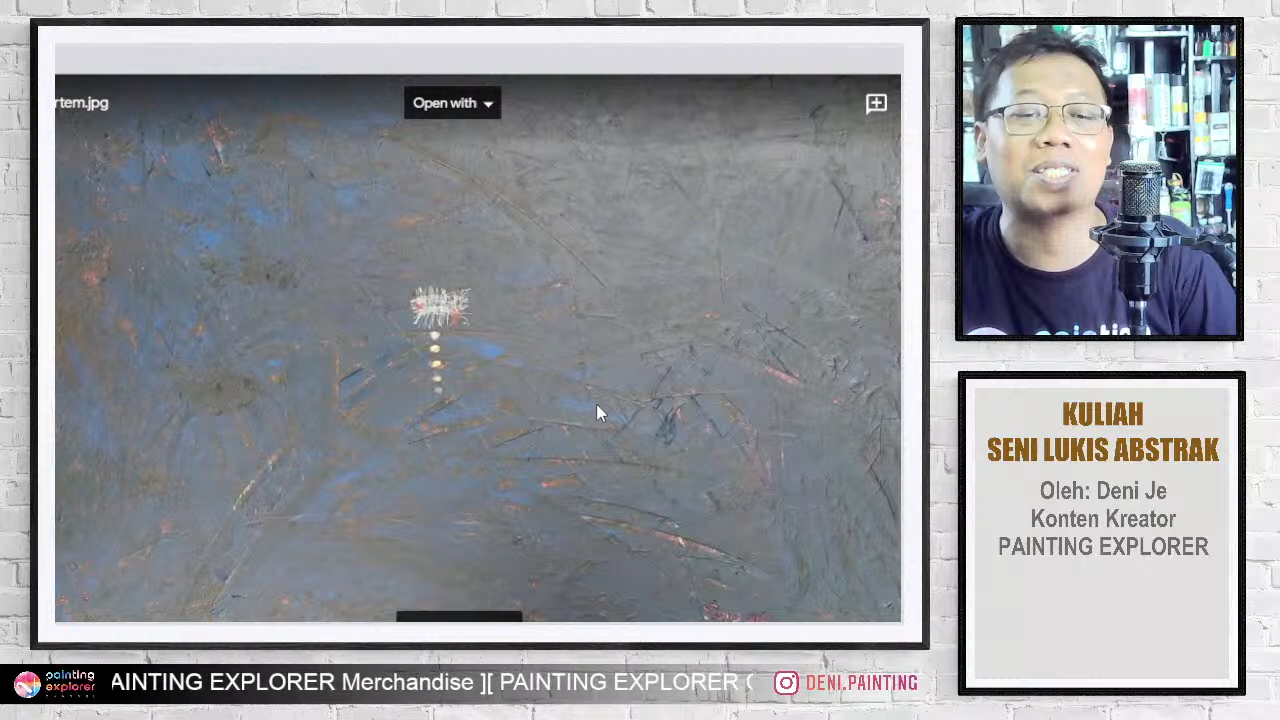 rtem.jpg
Open with
KULIAH
SENI LUKIS ABSTRAK
Oleh: Deni Je
Konten Kreator
PAINTING EXPLORER
painting
explorer
AINTING EXPLORER Merchandise ][ PAINTING EXPLORER
DENI.PAINTING